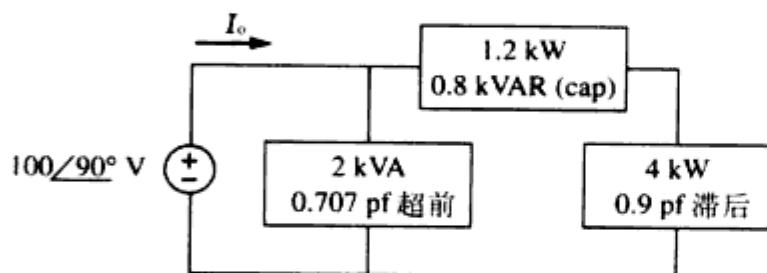 I₀
1.2 kW
0.8 kVAR (cap)
100/90° V
+
−
2 kVA
0.707 pf 超前
4 kW
0.9 pf 滞后